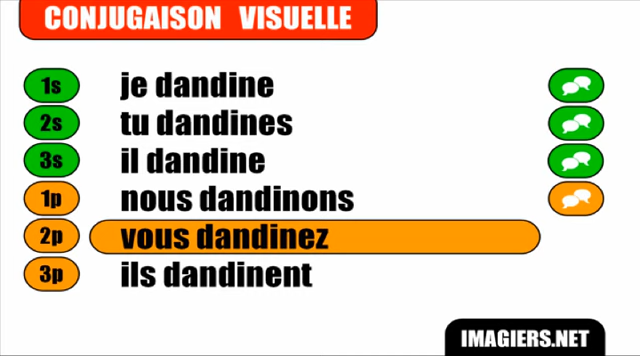 CONJUGAISON VISUELLE
1s je dandine
2s tu dandines
3s il dandine
1p nous dandinons
2p vous dandinez
3p ils dandinent
IMAGIERS.NET